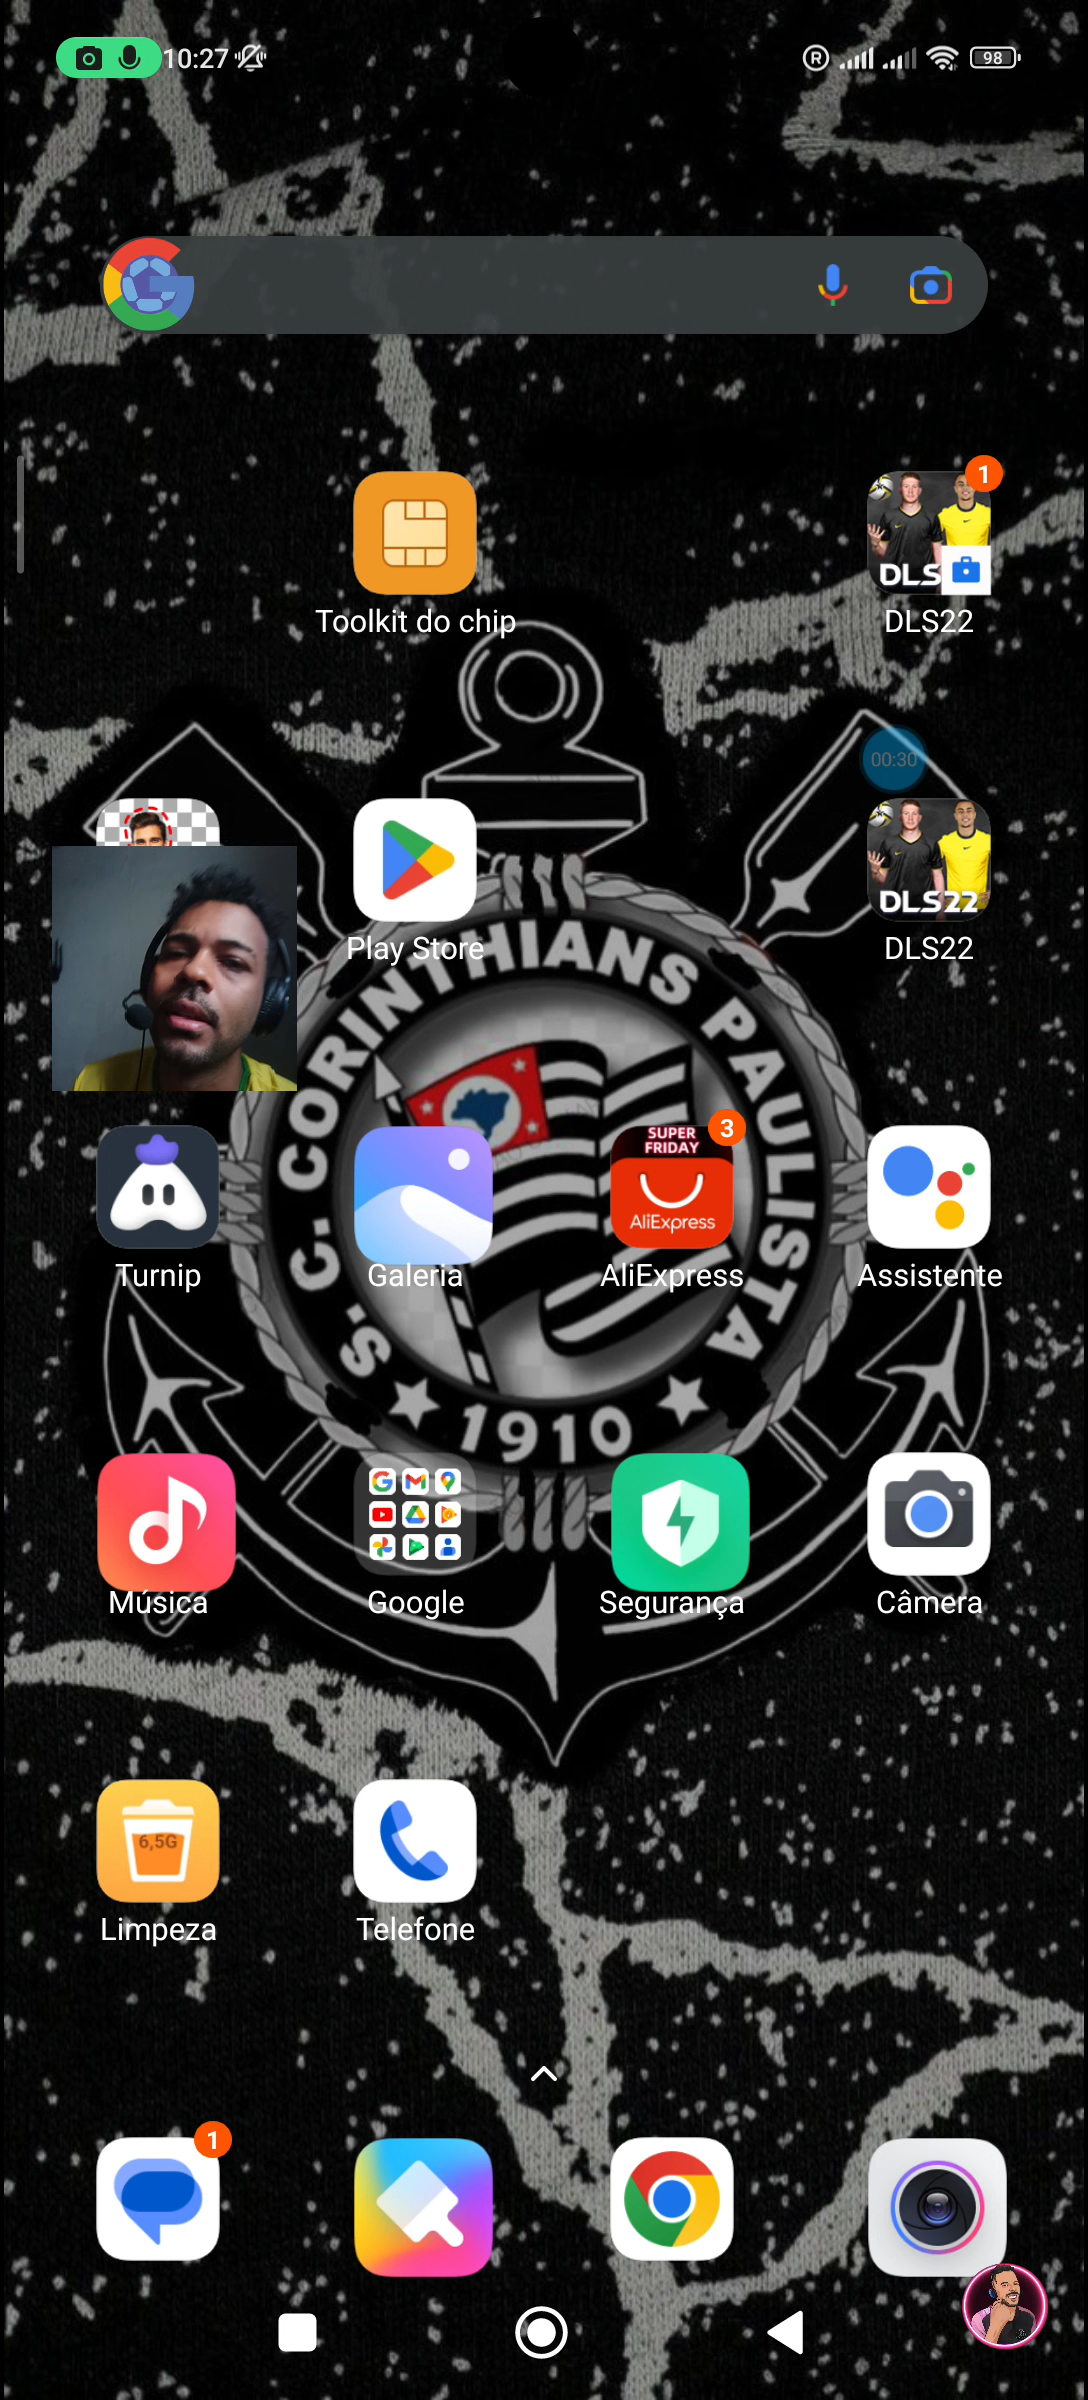 10:27
R
98
Toolkit do chip
1
DLS
DLS22
00:30
Play Store
DLS22
DLS22
S. C. CORINTHIANS PAULISTA
1910
Turnip
Galeria
SUPER
FRIDAY
3
AliExpress
AliExpress
Assistente
Música
Google
Segurança
Câmera
6,5G
Limpeza
Telefone
1